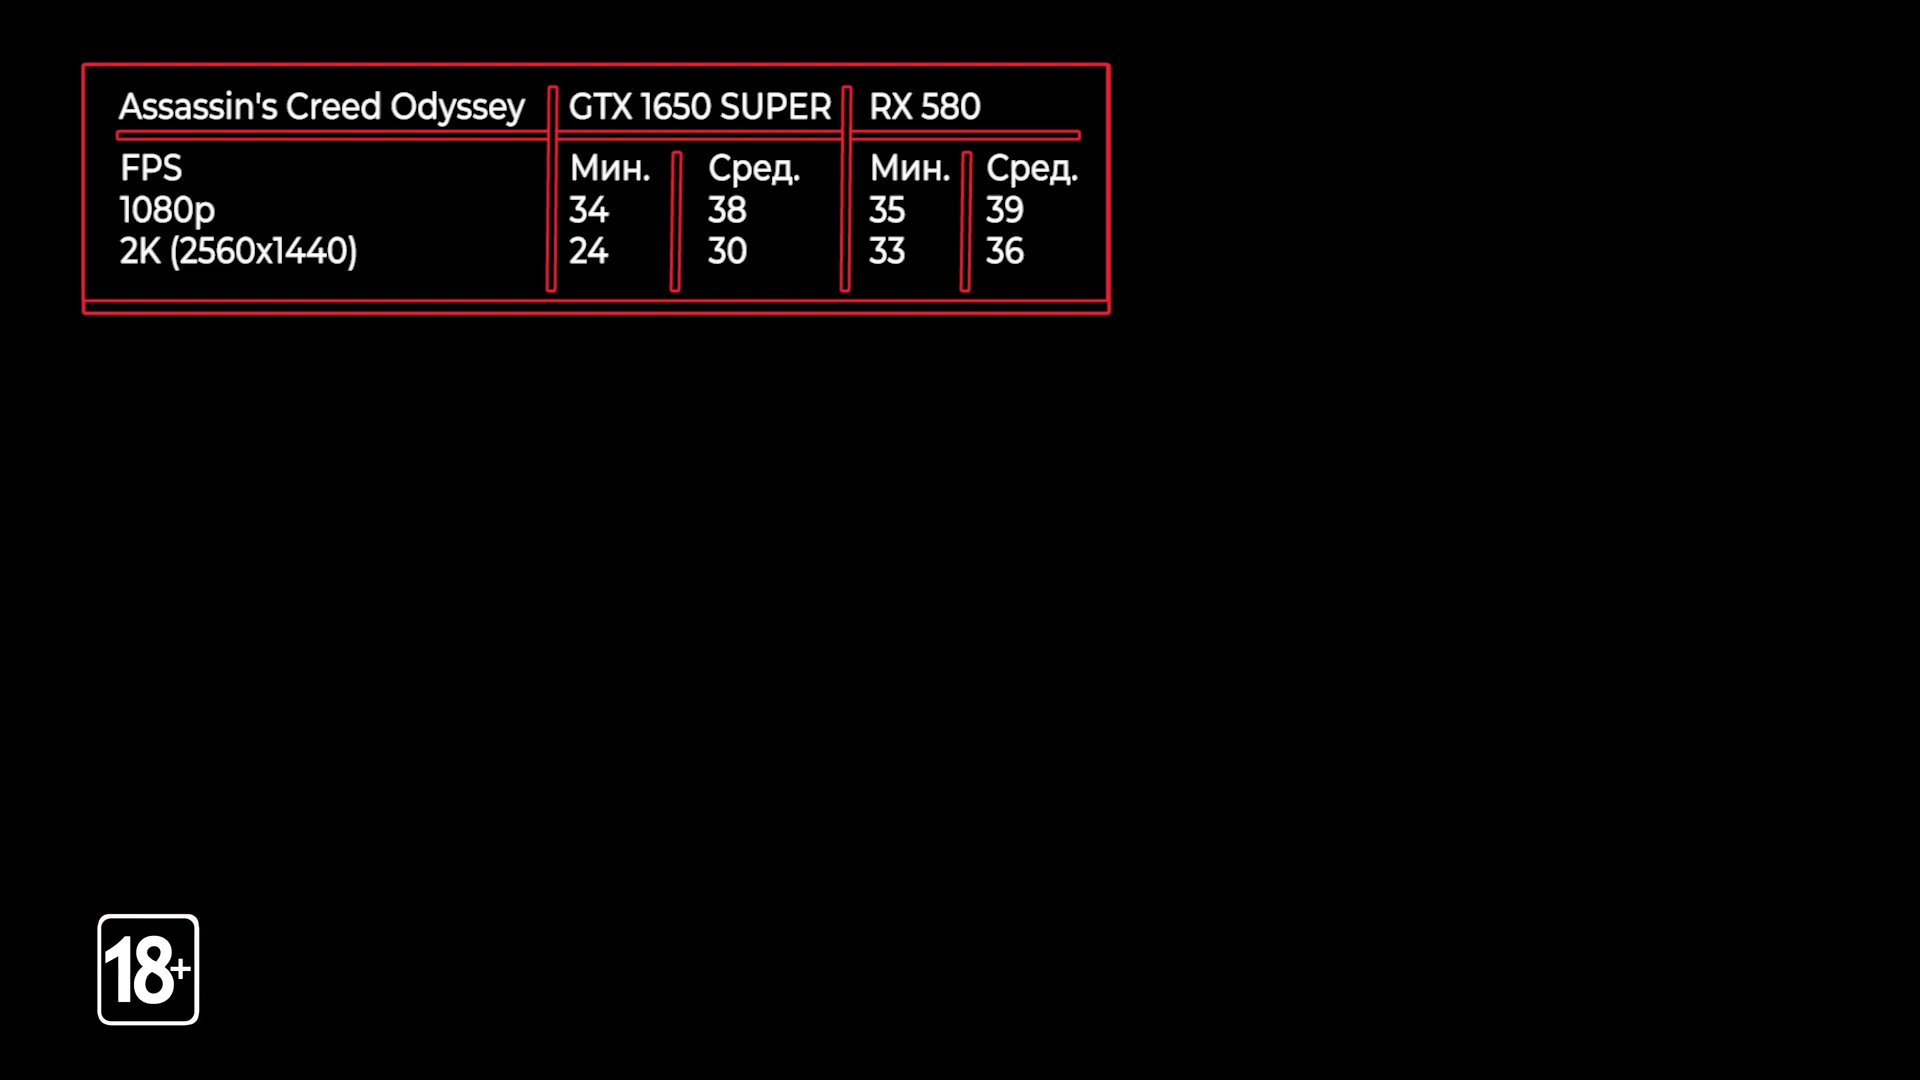 Assassin's Creed Odyssey GTX 1650 SUPER RX 580
FPS Мин. Сред. Мин. Сред.
1080p 34 38 35 39
2K (2560x1440) 24 30 33 36
18+